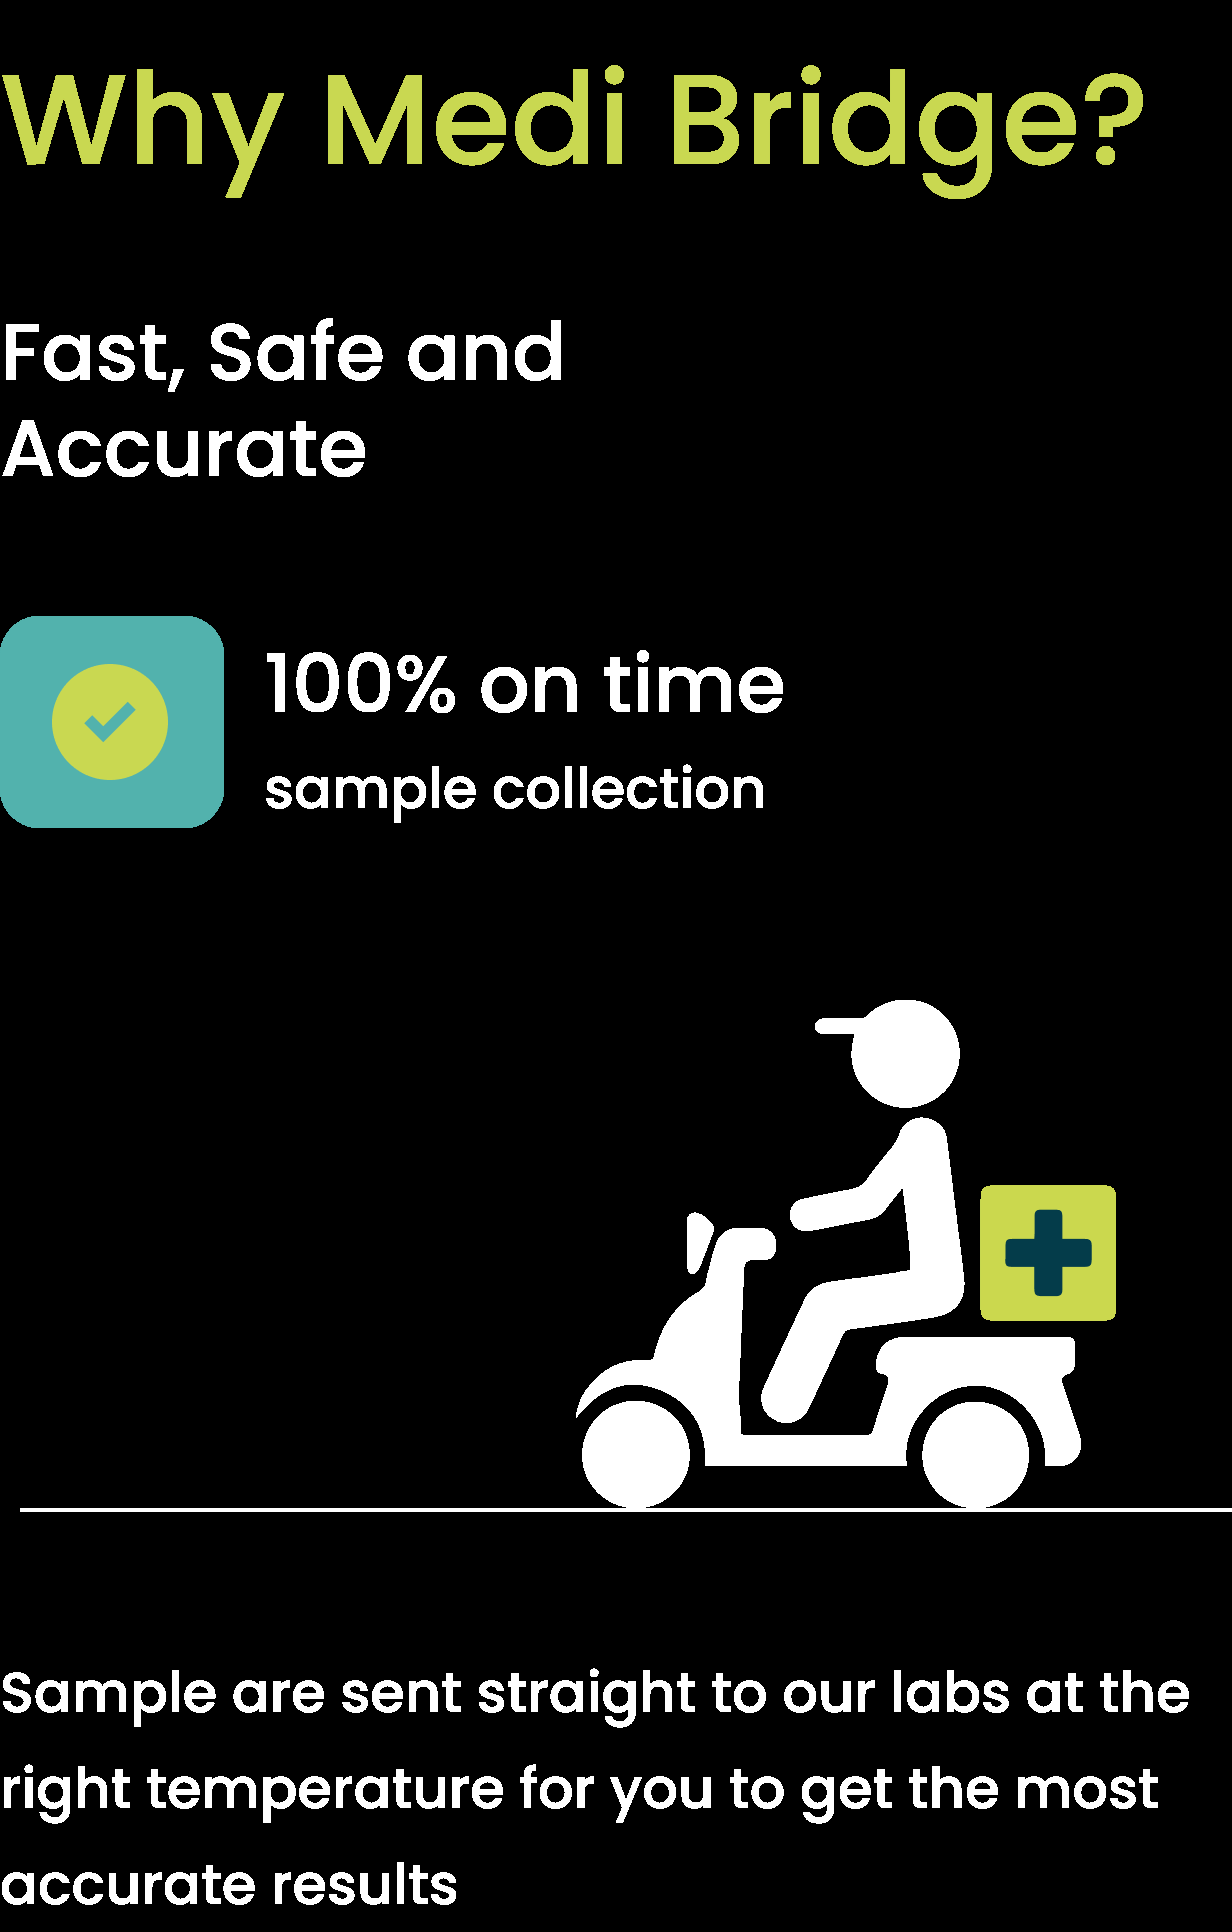 Why Medi Bridge?
Fast, Safe and
Accurate
100% on time
sample collection
Sample are sent straight to our labs at the
right temperature for you to get the most
accurate results